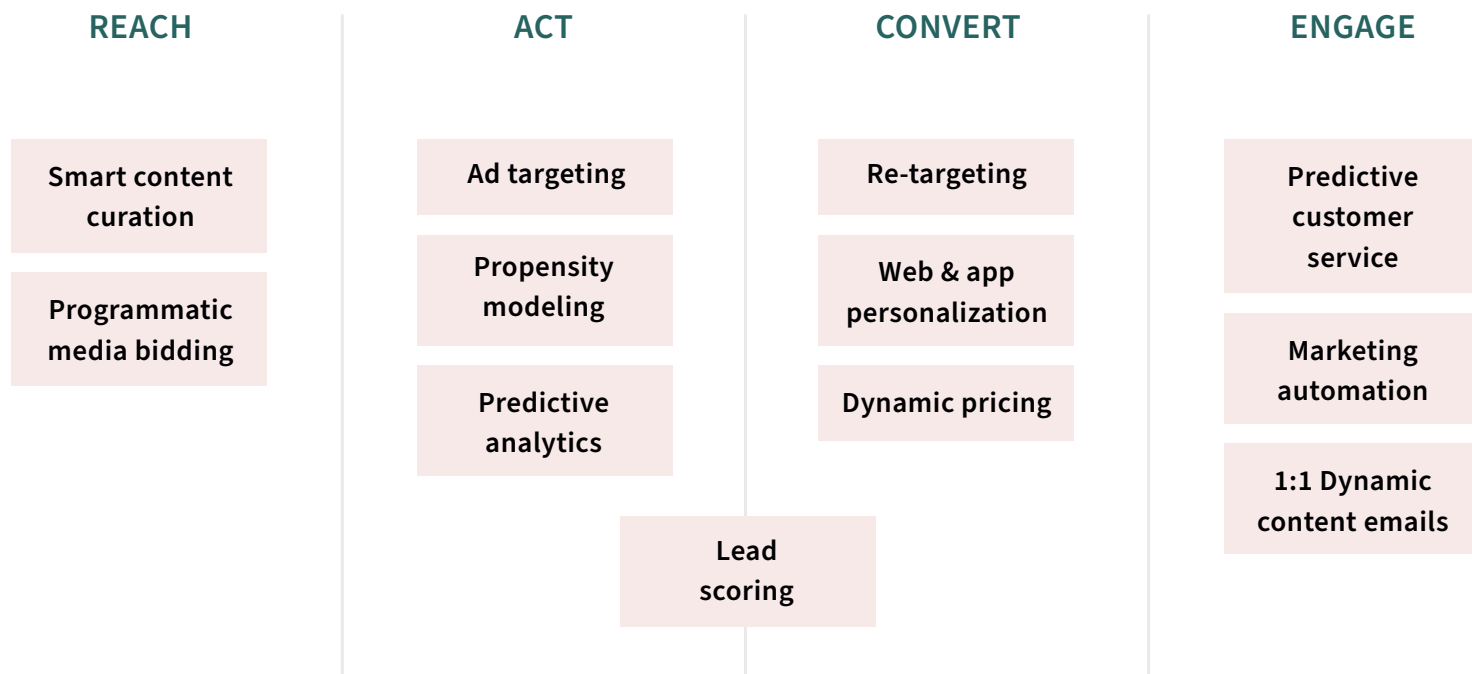 REACH
Smart content
curation
Programmatic
media bidding
ACT
Ad targeting
Propensity
modeling
Predictive
analytics
Lead
scoring
CONVERT
Re-targeting
Web & app
personalization
Dynamic pricing
ENGAGE
Predictive
customer
service
Marketing
automation
1:1 Dynamic
content emails